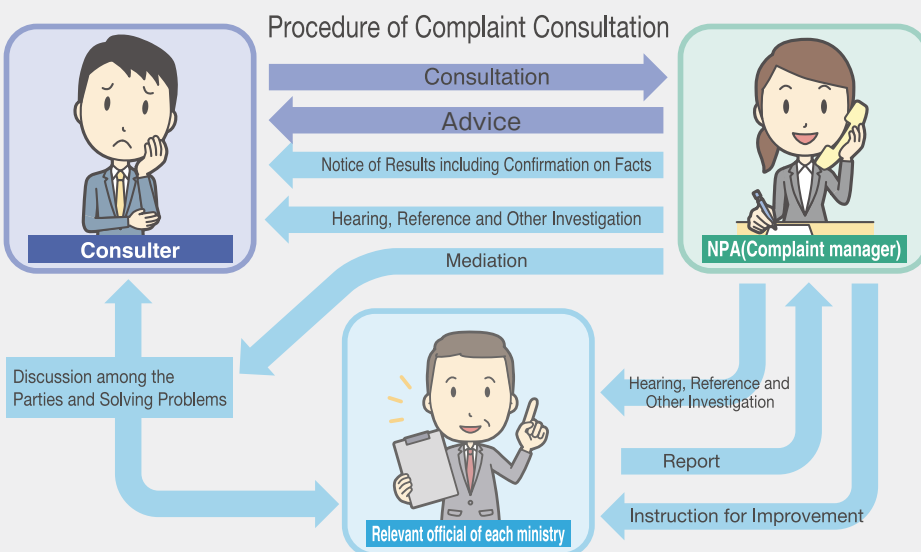 Procedure of Complaint Consultation
Consultation
Advice
Notice of Results including Confirmation on Facts
Hearing, Reference and Other Investigation
Mediation
Consulter
NPA(Complaint manager)
Discussion among the
Parties and Solving Problems
Hearing, Reference and
Other Investigation
Report
Instruction for Improvement
Relevant official of each ministry